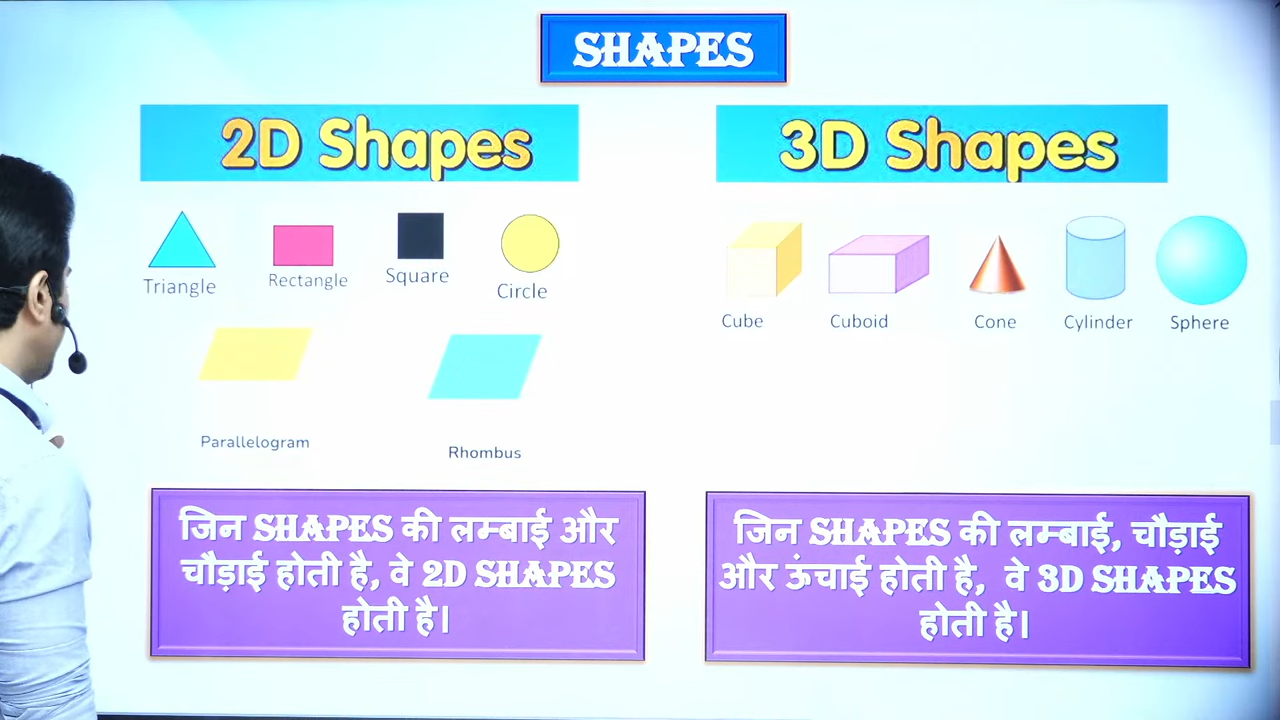 SHAPES
2D Shapes
3D Shapes
Triangle
Rectangle
Square
Circle
Cube
Cuboid
Cone
Cylinder
Sphere
Parallelogram
Rhombus
जिन SHAPES की लम्बाई और
चौड़ाई होती है, वे 2D SHAPES
होती है।
जिन SHAPES की लम्बाई, चौड़ाई
और ऊंचाई होती है, वे 3D SHAPES
होती है।